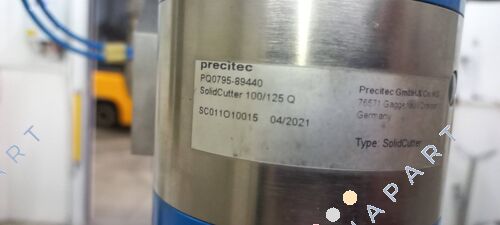 precitec
PQ0795-89440
SolidCutter 100/125 Q
SC011O10015 04/2021
Precitec GmbH & Co. KG
76571 Gaggenau
Germany
Type: SolidCutter
APART